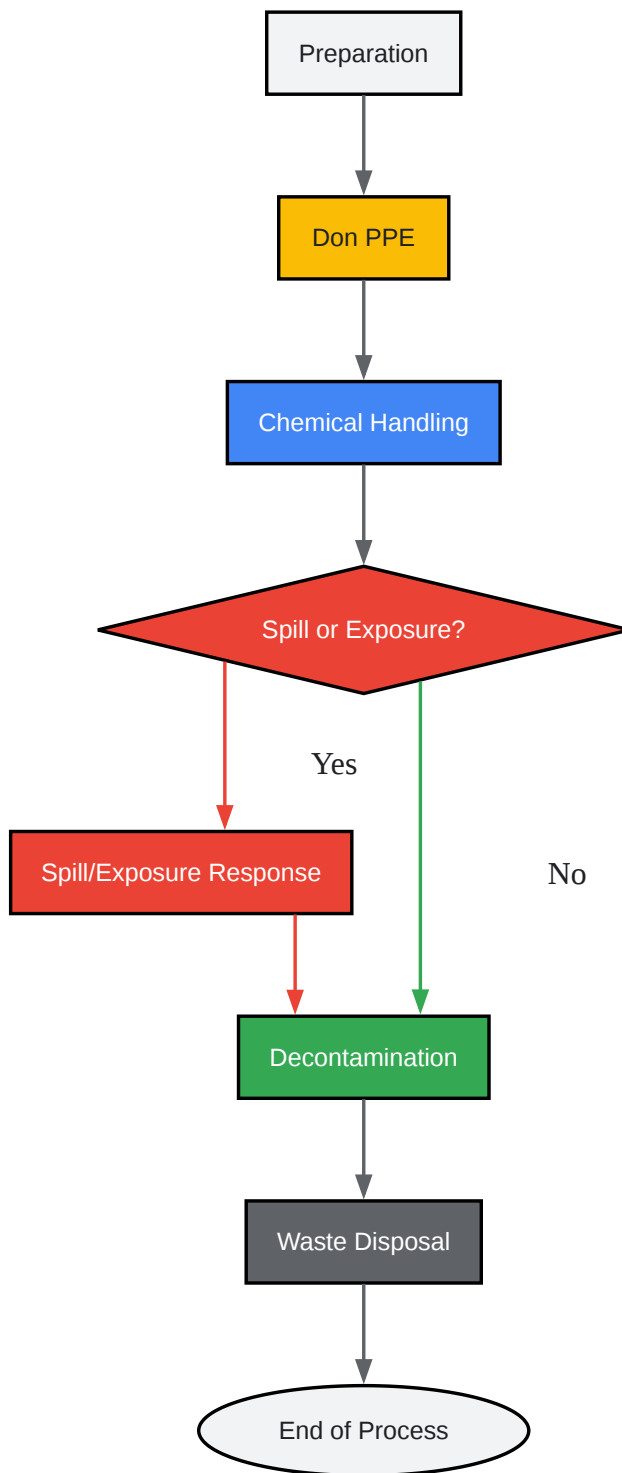 Preparation
Don PPE
Chemical Handling
Spill or Exposure?
Yes
Spill/Exposure Response
No
Decontamination
Waste Disposal
End of Process